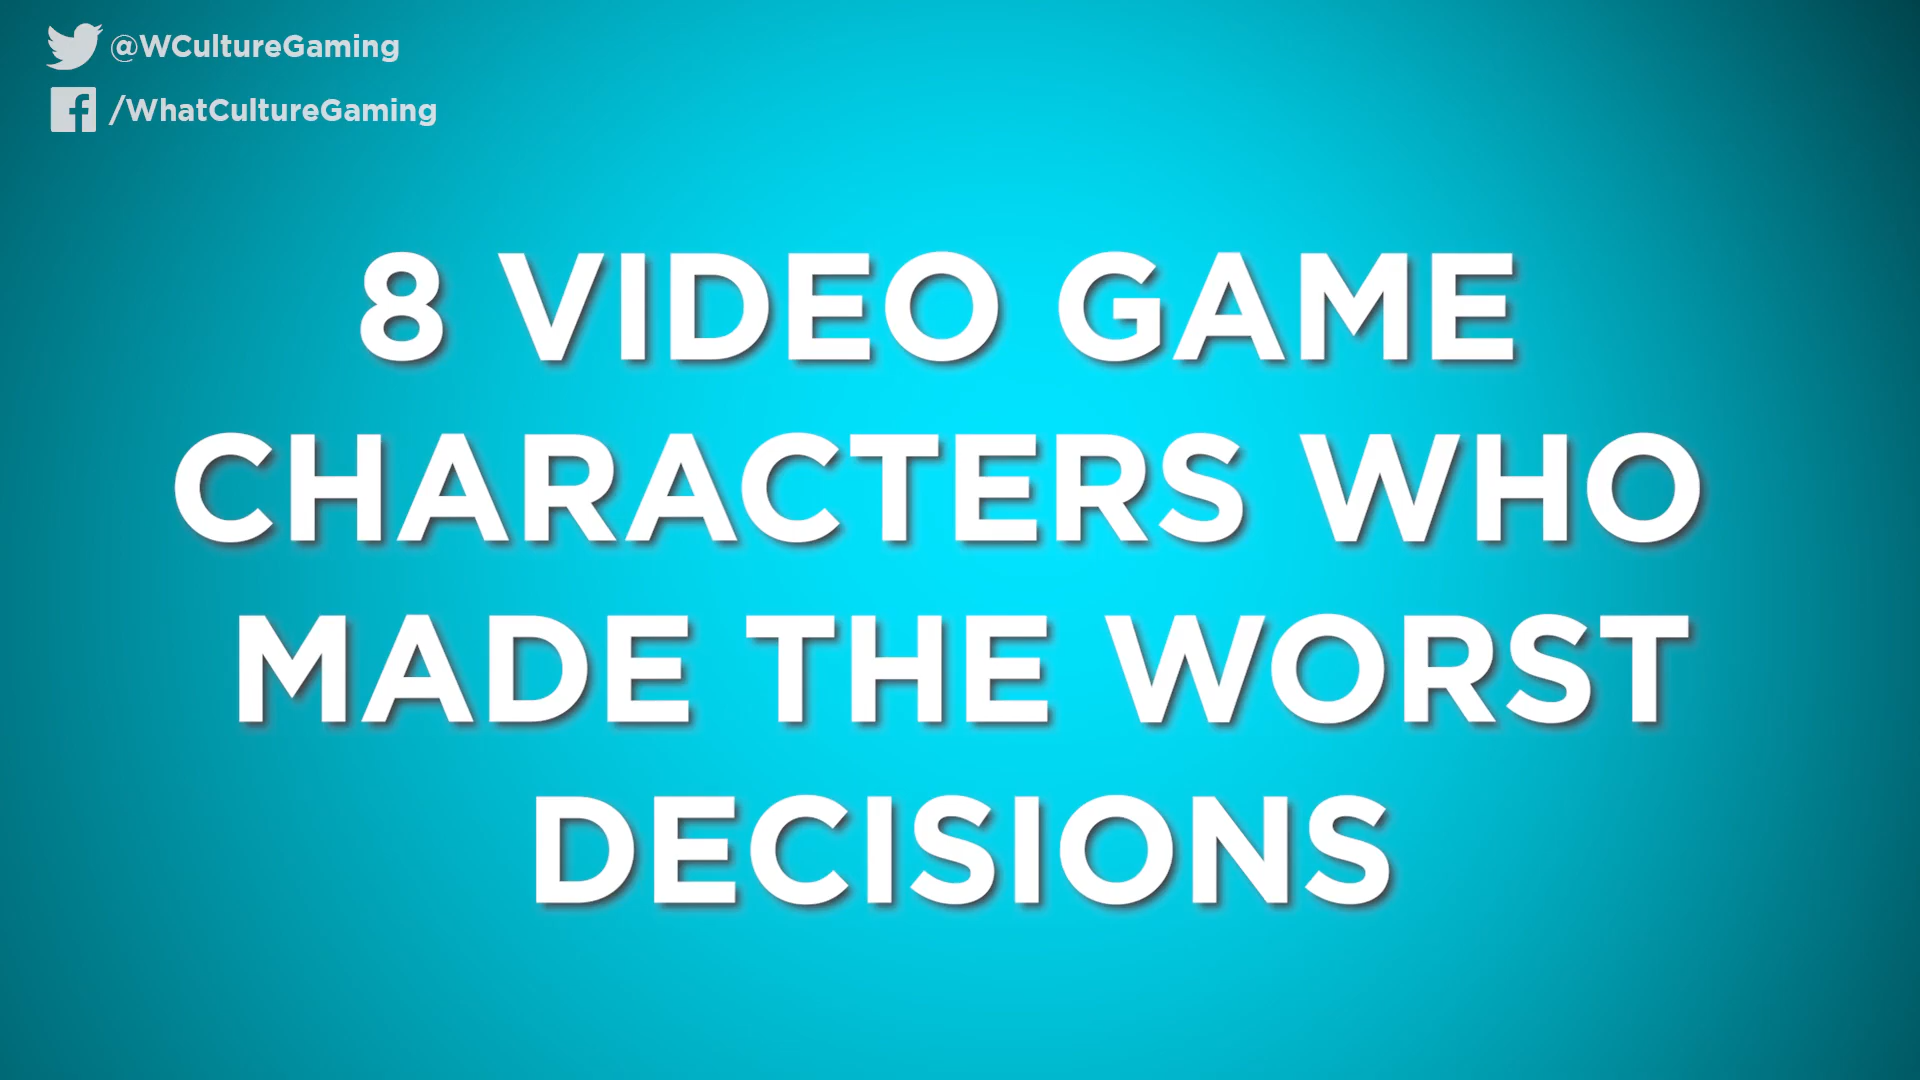 @WCultureGaming
/WhatCultureGaming
8 VIDEO GAME
CHARACTERS WHO
MADE THE WORST
DECISIONS